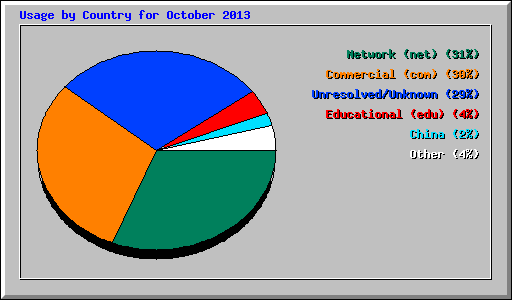 Usage by Country for October 2013
Network (net) (31%)
Commercial (com) (30%)
Unresolved/Unknown (29%)
Educational (edu) (4%)
China (2%)
Other (4%)